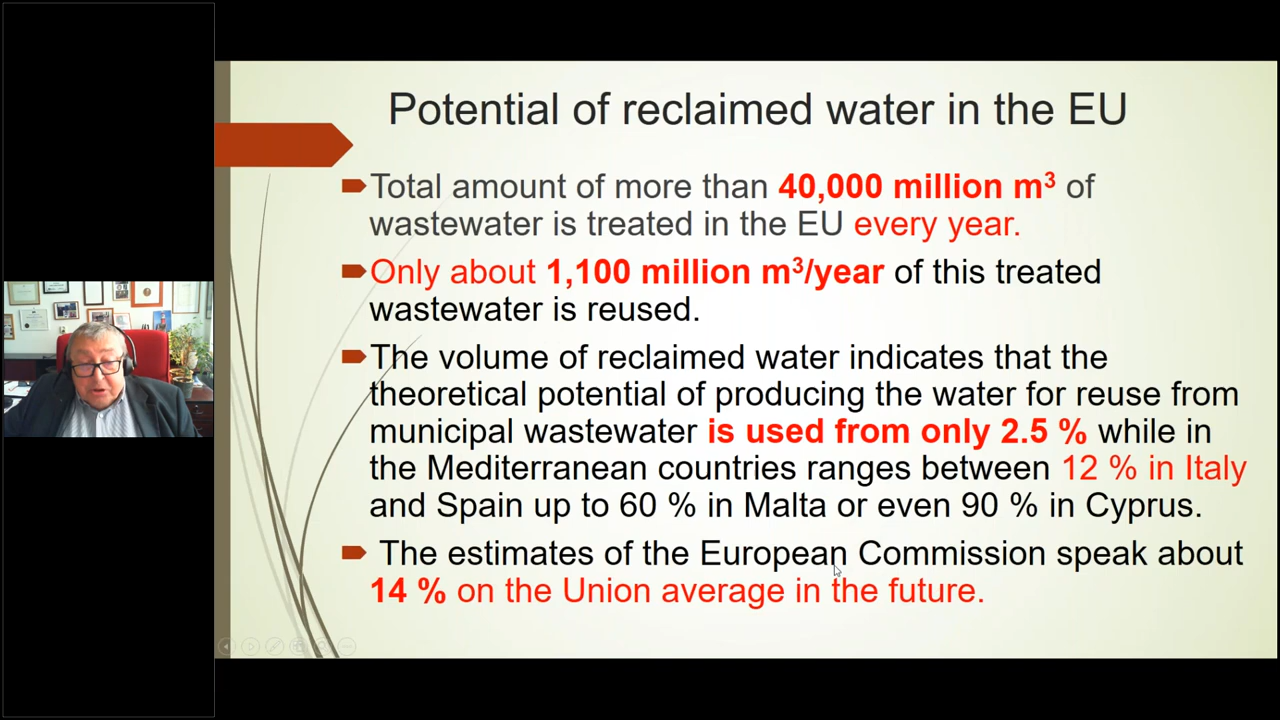 Potential of reclaimed water in the EU
Total amount of more than 40,000 million m³ of
wastewater is treated in the EU every year.
Only about 1,100 million m³/year of this treated
wastewater is reused.
The volume of reclaimed water indicates that the
theoretical potential of producing the water for reuse from
municipal wastewater is used from only 2.5 % while in
the Mediterranean countries ranges between 12 % in Italy
and Spain up to 60 % in Malta or even 90 % in Cyprus.
The estimates of the European Commission speak about
14 % on the Union average in the future.